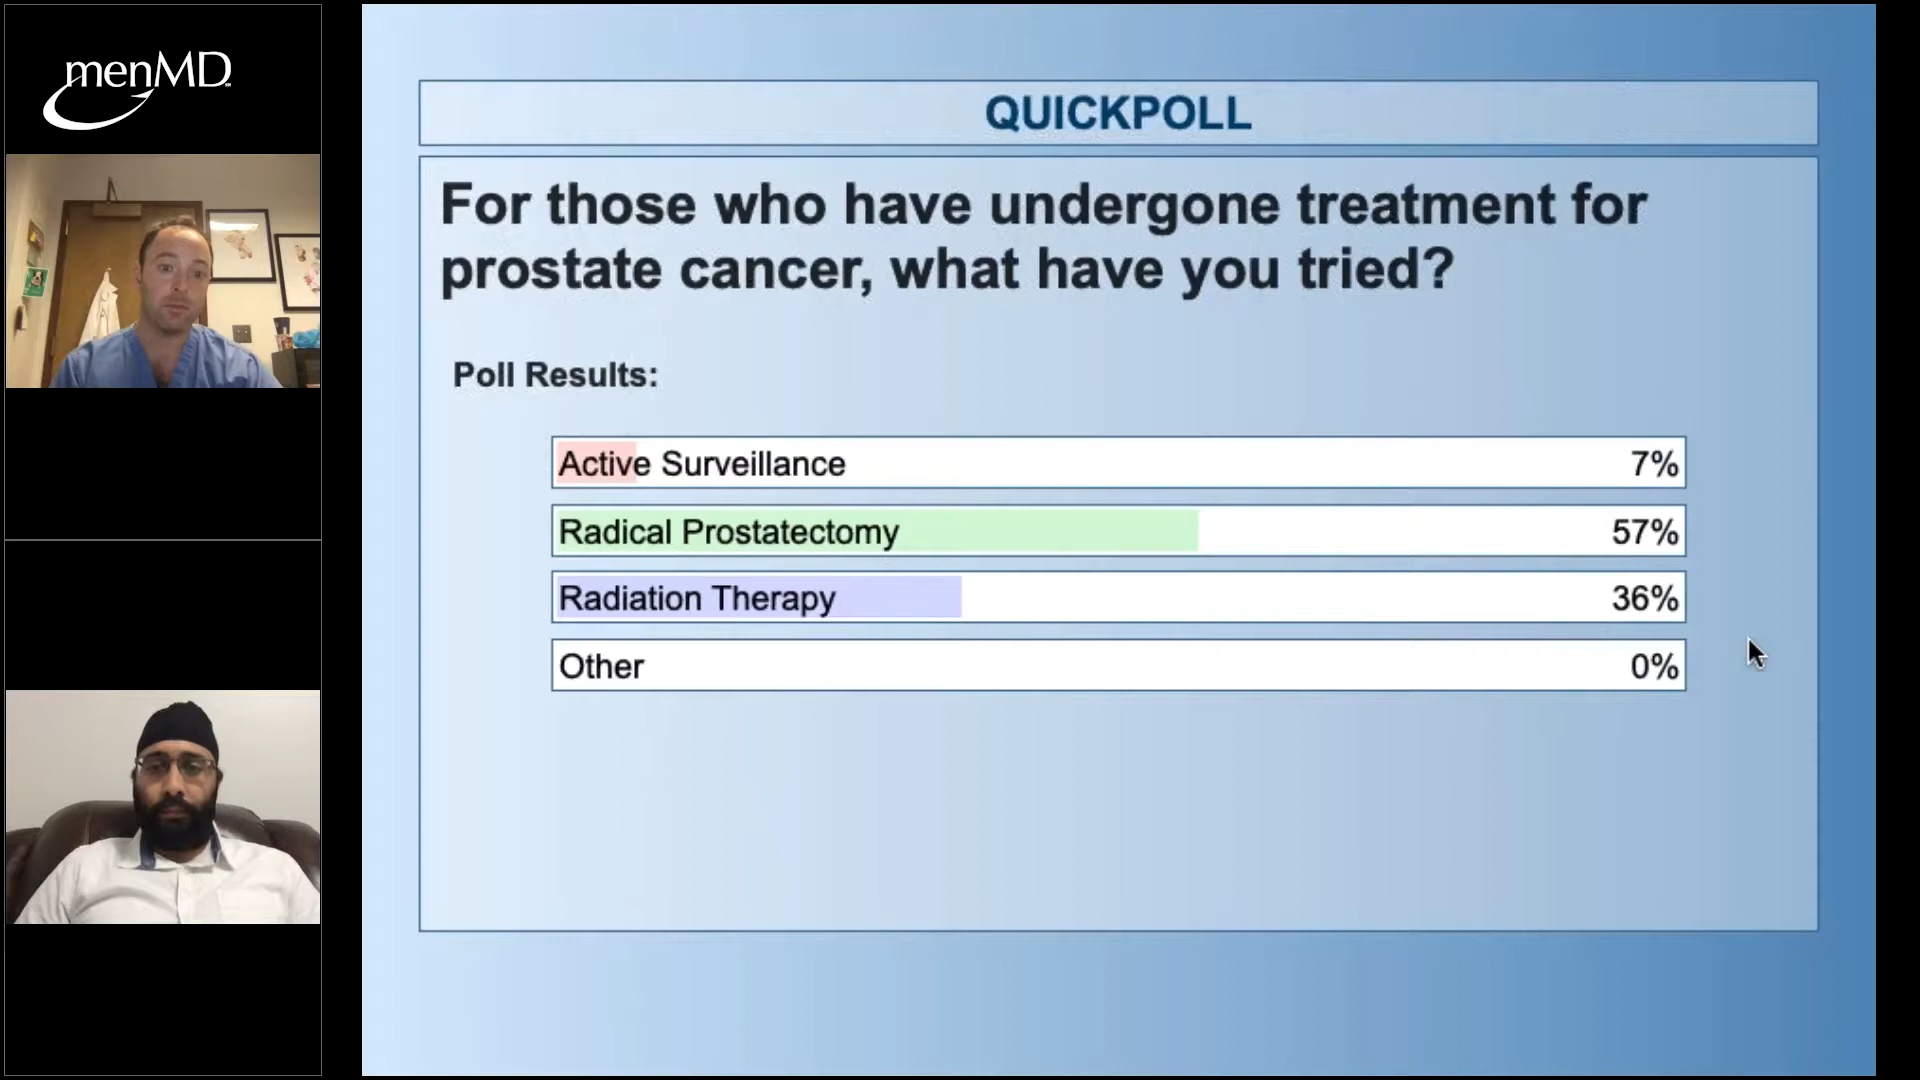 menMD
QUICKPOLL
For those who have undergone treatment for
prostate cancer, what have you tried?
Poll Results:
Active Surveillance 7%
Radical Prostatectomy 57%
Radiation Therapy 36%
Other 0%